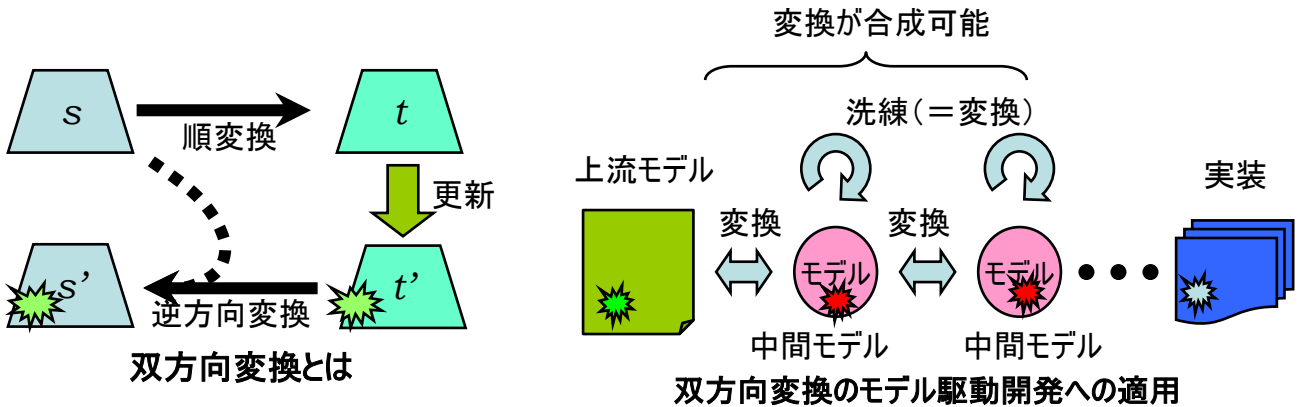 s
順変換
t
更新
s’
逆方向変換
t’
双方向変換とは
変換が合成可能
洗練(=変換)
上流モデル
変換
モデル
変換
モデル
実装
中間モデル
中間モデル
双方向変換のモデル駆動開発への適用